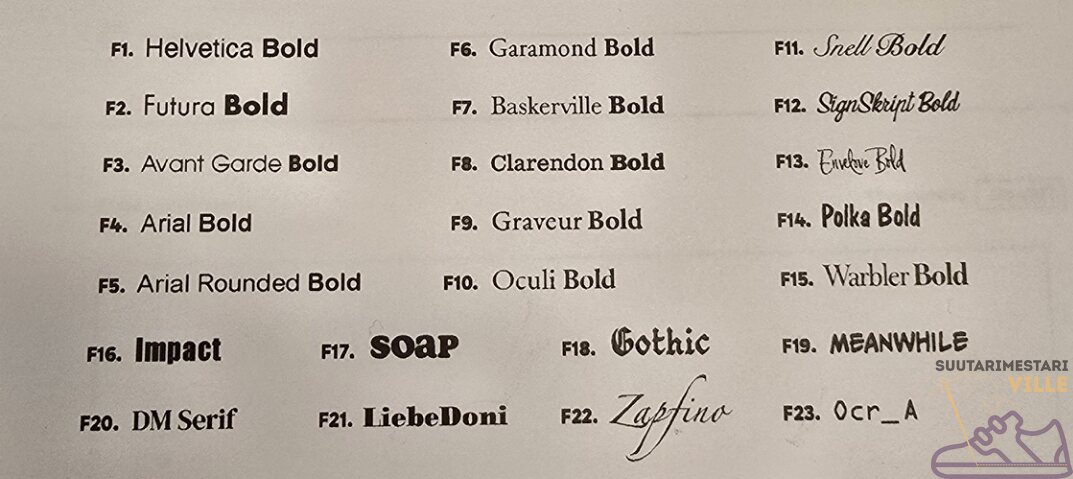 F1. Helvetica Bold
F6. Garamond Bold
F11. Snell Bold
F2. Futura Bold
F7. Baskerville Bold
F12. SignSkript Bold
F3. Avant Garde Bold
F8. Clarendon Bold
F13. Envelove Bold
F4. Arial Bold
F9. Graveur Bold
F14. Polka Bold
F5. Arial Rounded Bold
F10. Oculi Bold
F15. Warbler Bold
F16. Impact
F17. SOAP
F18. Gothic
F19. MEANWHILE
F20. DM Serif
F21. LiebeDoni
F22. Zapfino
F23. Ocr_A
SUUTARIMESTARI
VILLE